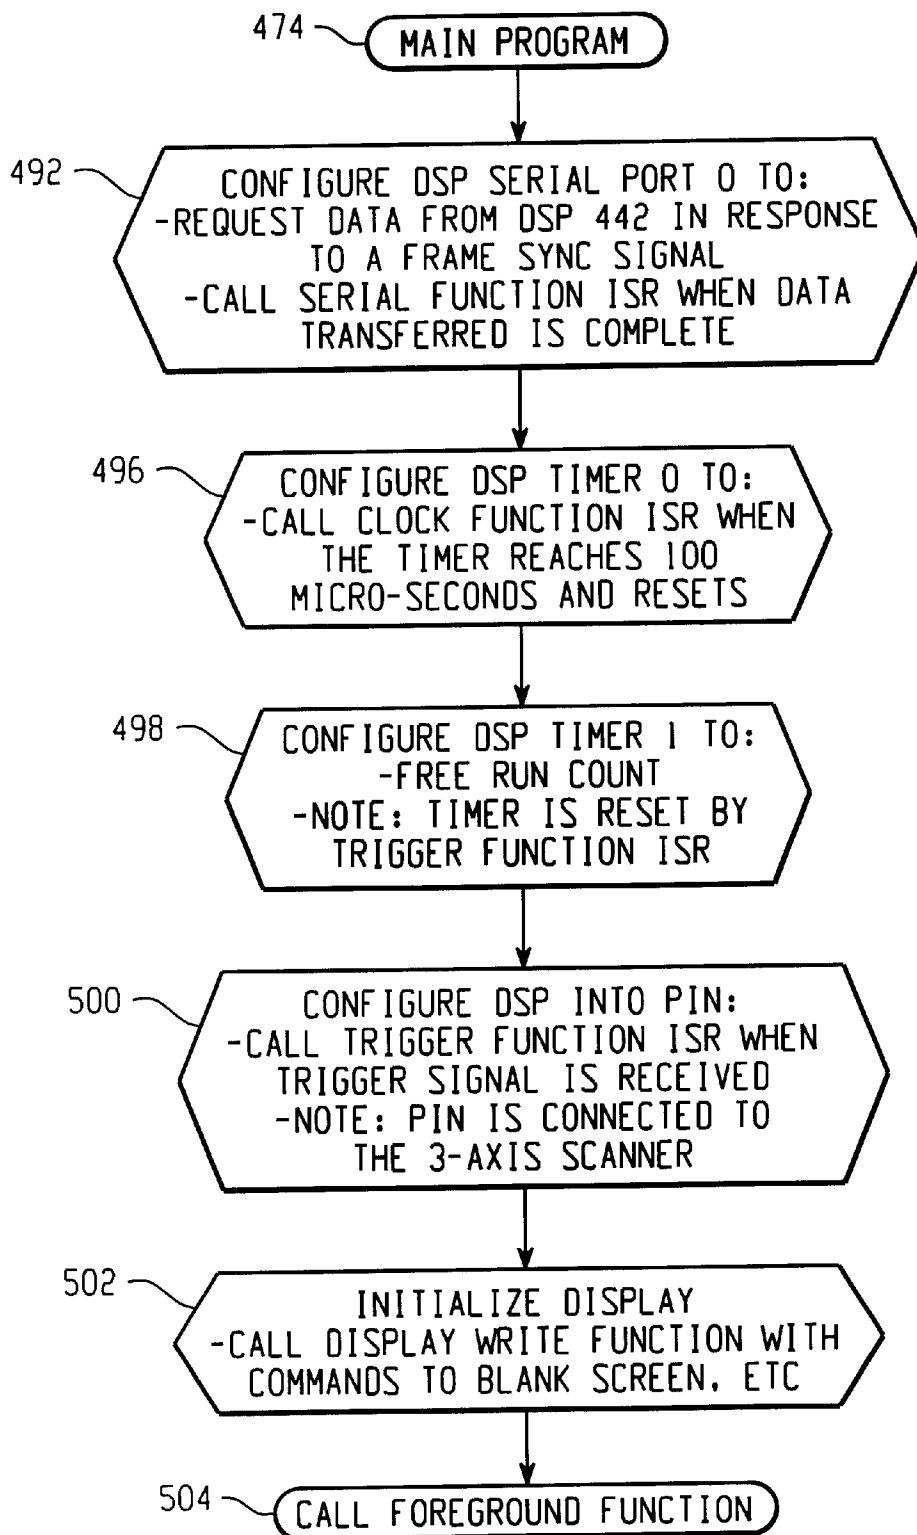 474
MAIN PROGRAM
492
CONFIGURE DSP SERIAL PORT 0 TO:
-REQUEST DATA FROM DSP 442 IN RESPONSE
TO A FRAME SYNC SIGNAL
-CALL SERIAL FUNCTION ISR WHEN DATA
TRANSFERRED IS COMPLETE
496
CONFIGURE DSP TIMER 0 TO:
-CALL CLOCK FUNCTION ISR WHEN
THE TIMER REACHES 100
MICRO-SECONDS AND RESETS
498
CONFIGURE DSP TIMER 1 TO:
-FREE RUN COUNT
-NOTE: TIMER IS RESET BY
TRIGGER FUNCTION ISR
500
CONFIGURE DSP INTO PIN:
-CALL TRIGGER FUNCTION ISR WHEN
TRIGGER SIGNAL IS RECEIVED
-NOTE: PIN IS CONNECTED TO
THE 3-AXIS SCANNER
502
INITIALIZE DISPLAY
-CALL DISPLAY WRITE FUNCTION WITH
COMMANDS TO BLANK SCREEN, ETC
504
CALL FOREGROUND FUNCTION